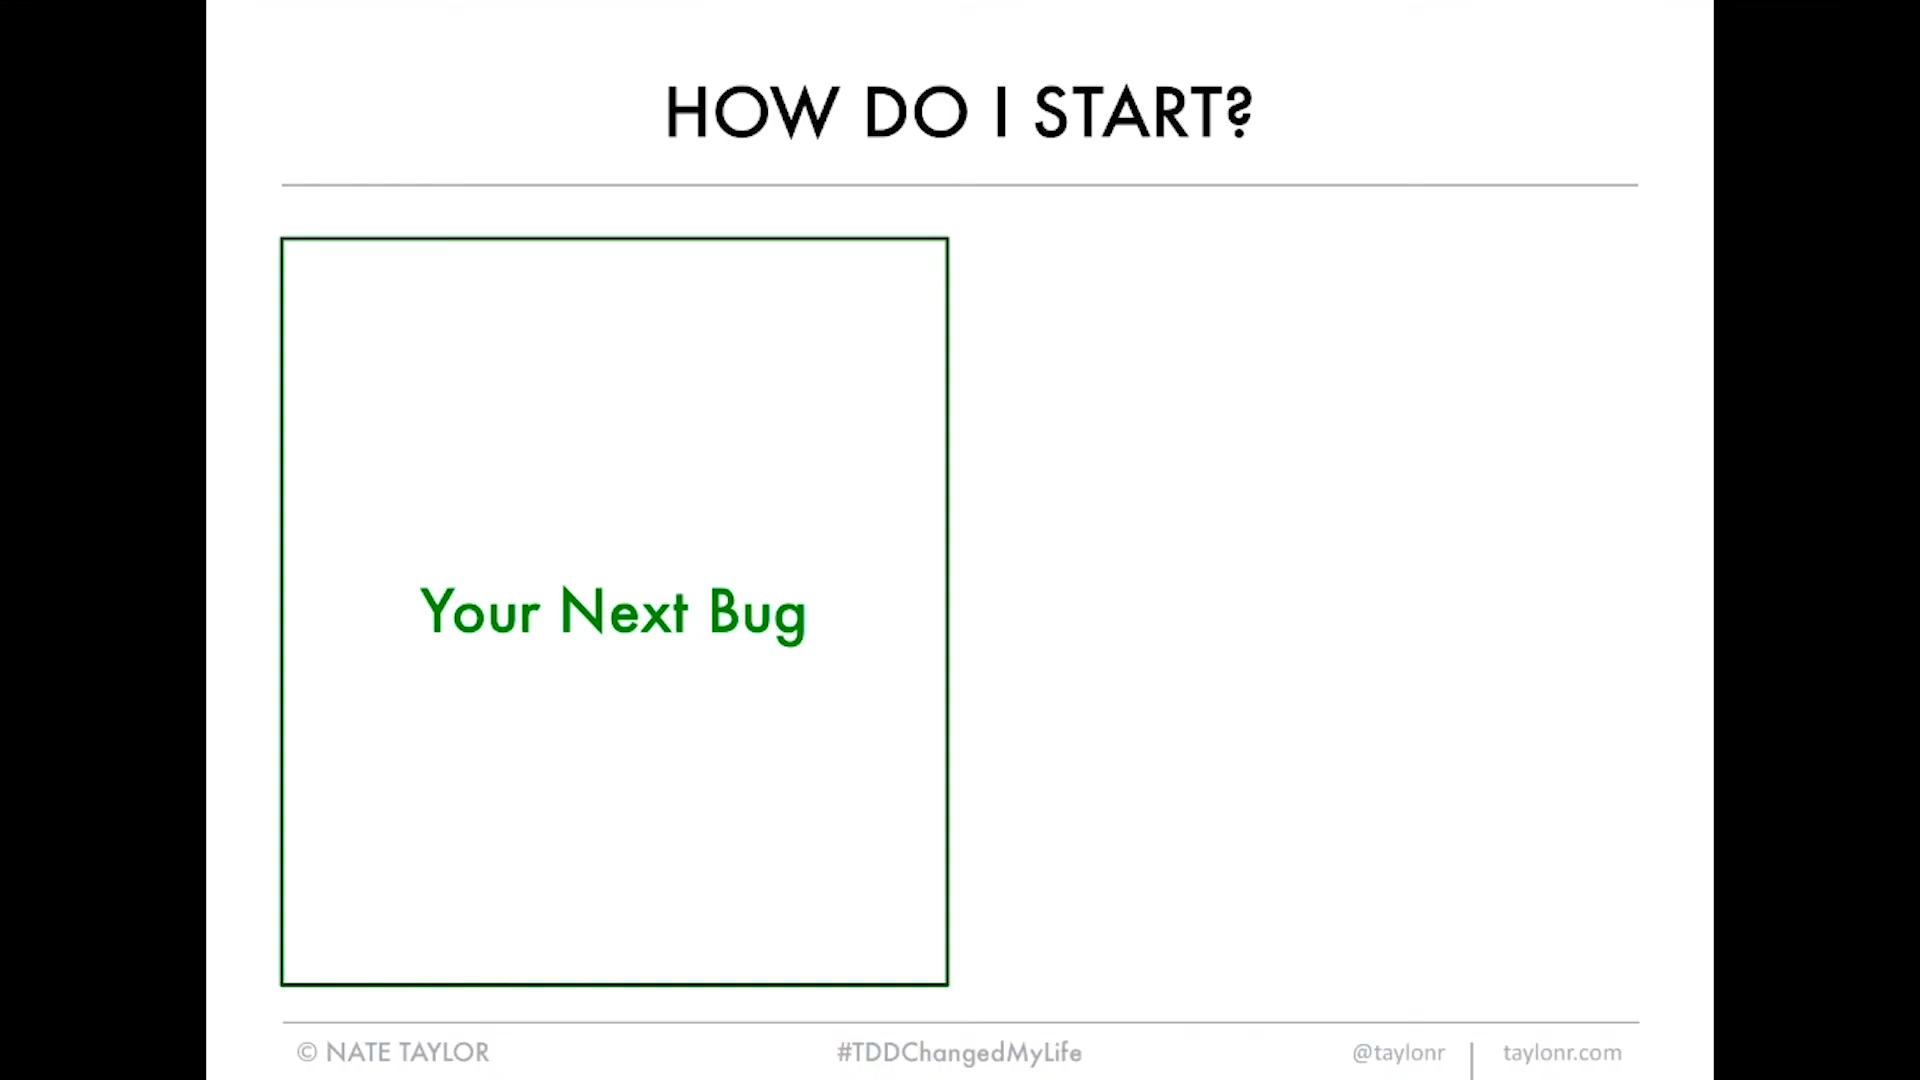 HOW DO I START?
Your Next Bug
© NATE TAYLOR
#TDDChangedMyLife
@taylonr
taylonr.com